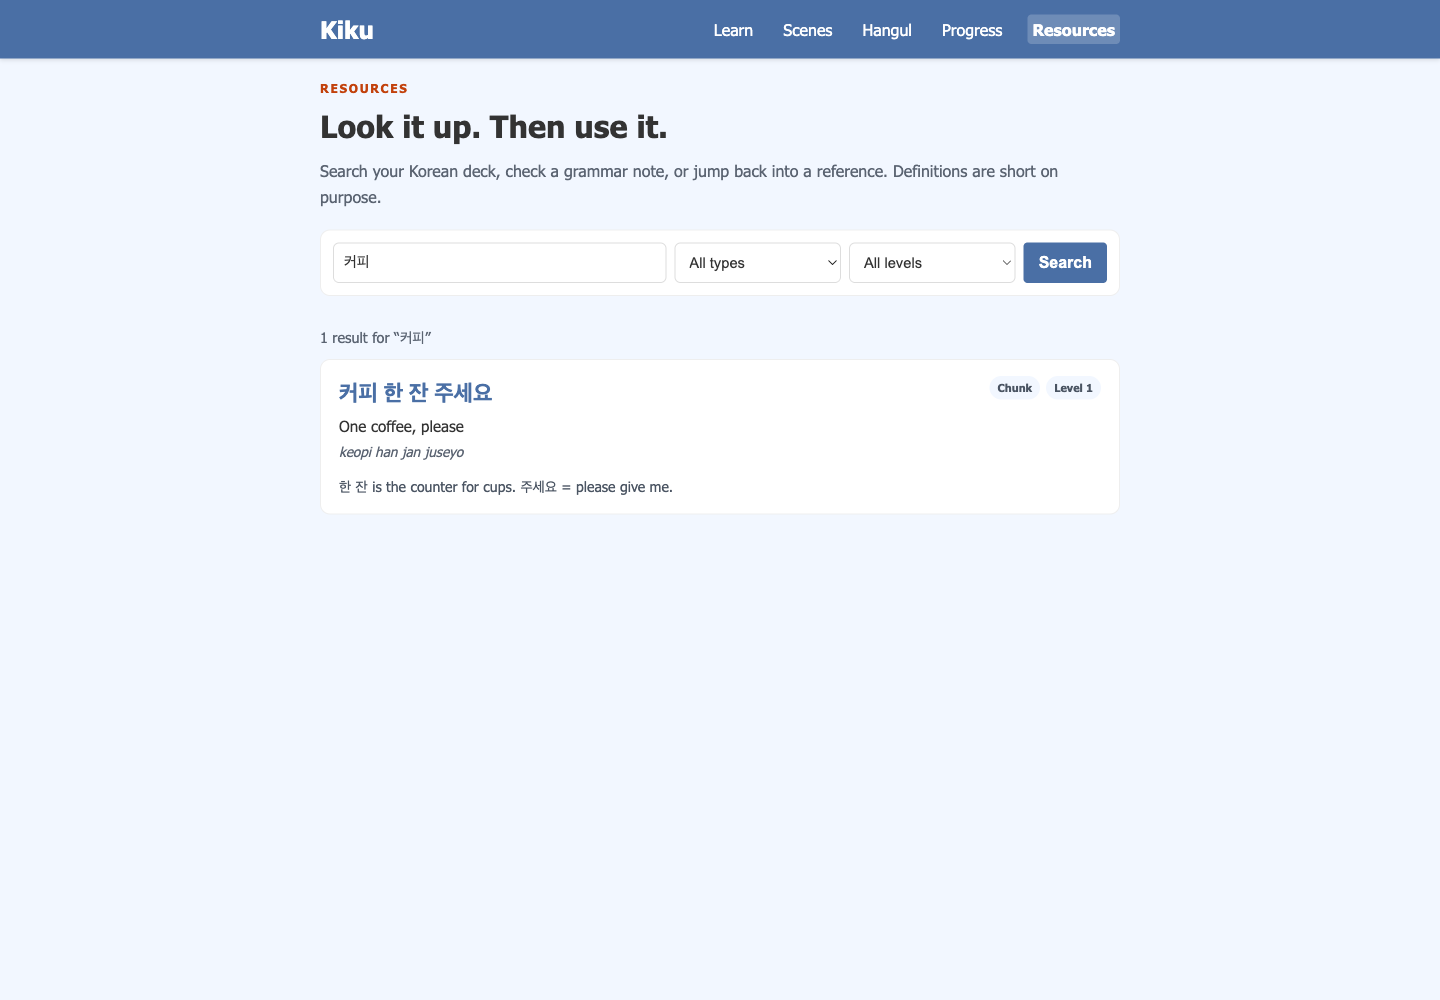 Kiku
Learn Scenes Hangul Progress Resources
RESOURCES
Look it up. Then use it.
Search your Korean deck, check a grammar note, or jump back into a reference. Definitions are short on
purpose.
커피 All types All levels Search
1 result for “커피”
커피 한 잔 주세요 Chunk Level 1
One coffee, please
keopi han jan juseyo
한 잔 is the counter for cups. 주세요 = please give me.